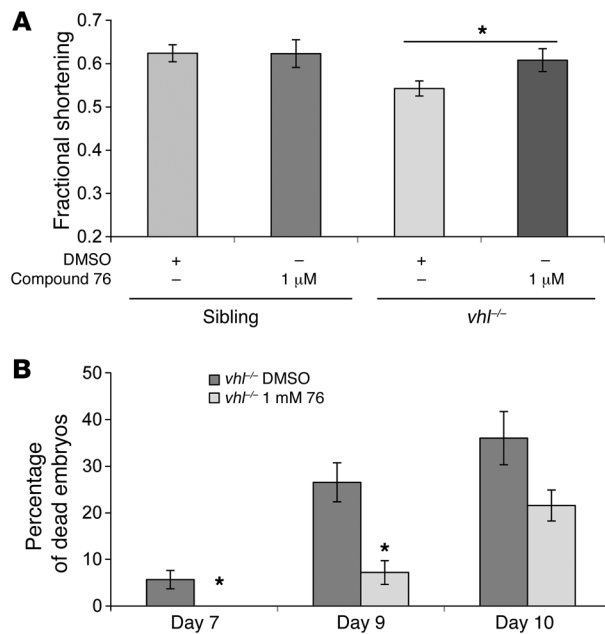 A
Fractional shortening
0.7
0.6
0.5
0.4
0.3
0.2
*
DMSO + – + –
Compound 76 – 1 μM – 1 μM
Sibling vhl–/–
B
Percentage
of dead embryos
50
40
30
20
10
0
vhl–/– DMSO
vhl–/– 1 mM 76
*
*
Day 7 Day 9 Day 10